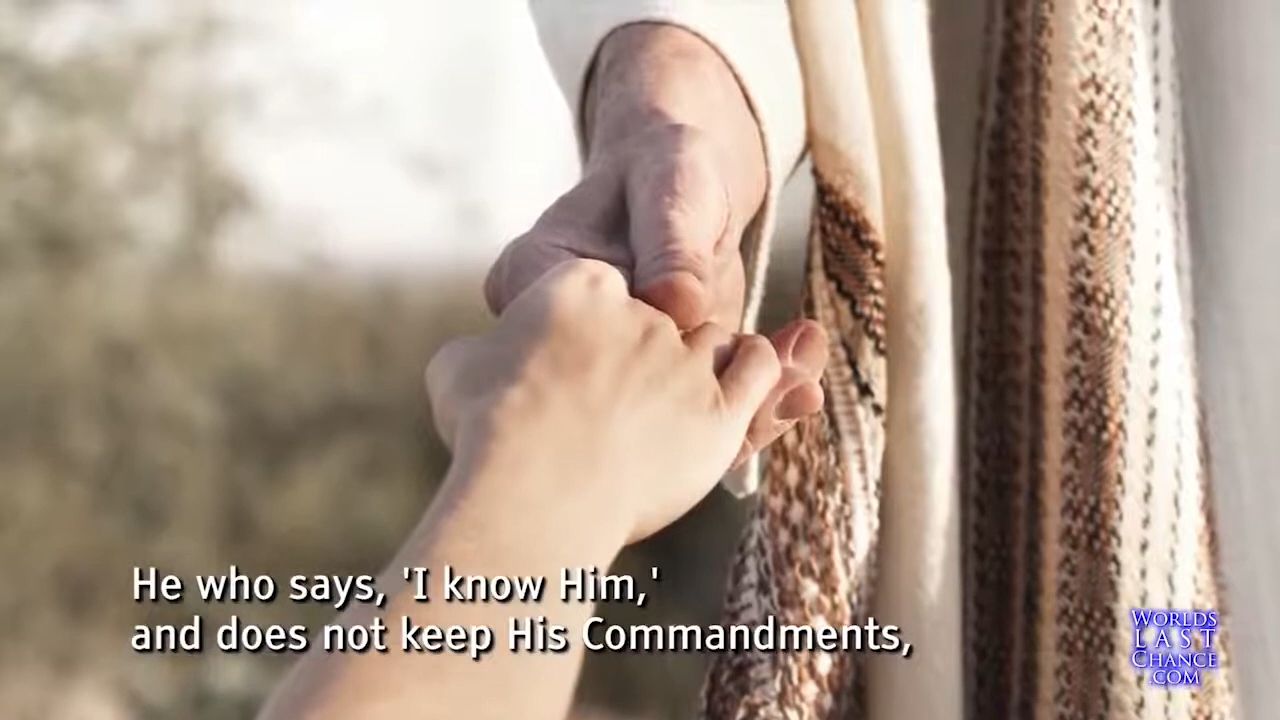 He who says, 'I know Him,'
and does not keep His Commandments,
WORLDS
LAST
CHANCE
.COM